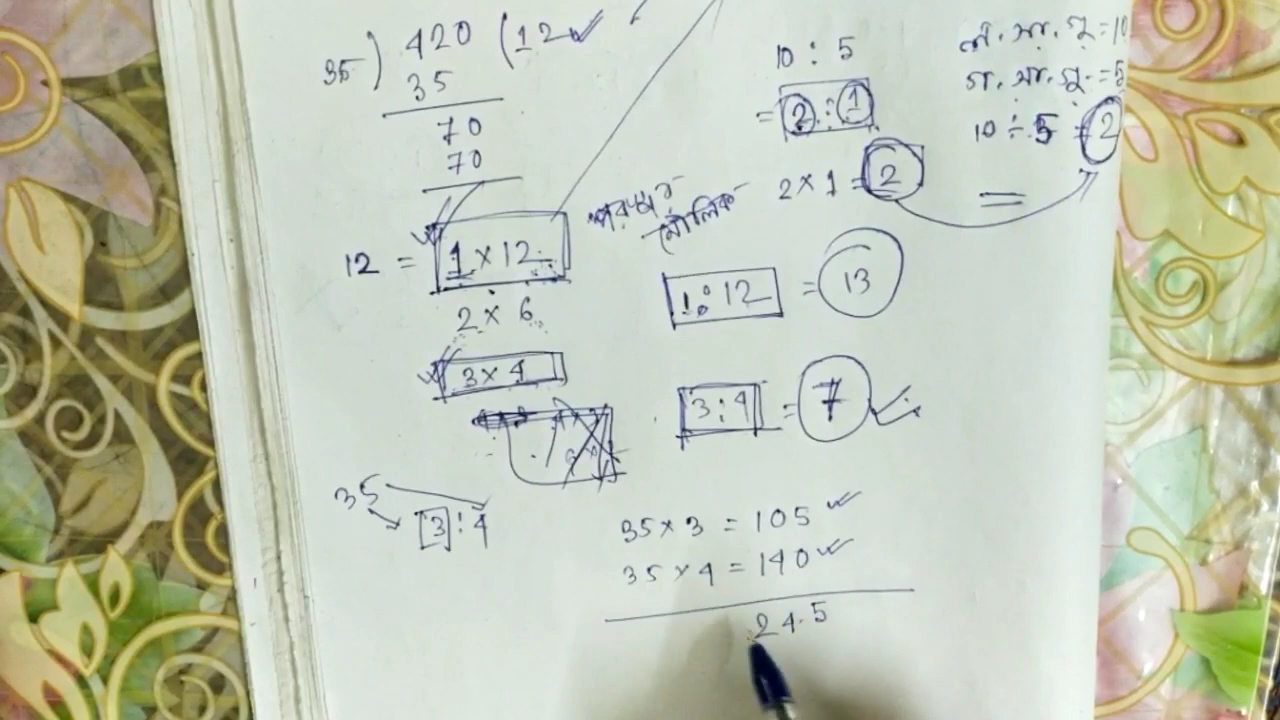 35 ) 420 ( 12 ✓
35
70
70
12 = 1 × 12
2 × 6
3 × 4
35
3 : 4
10 : 5
= 2 : 1
2 × 1 = 2
ল. সা. গু = 10
গ. সা. গু. = 5
10 ÷ 5 = 2
পরস্পর
মৌলিক
1 : 12 = 13
3 : 4 = 7 ✓
35 × 3 = 105 ✓
35 × 4 = 140 ✓
245